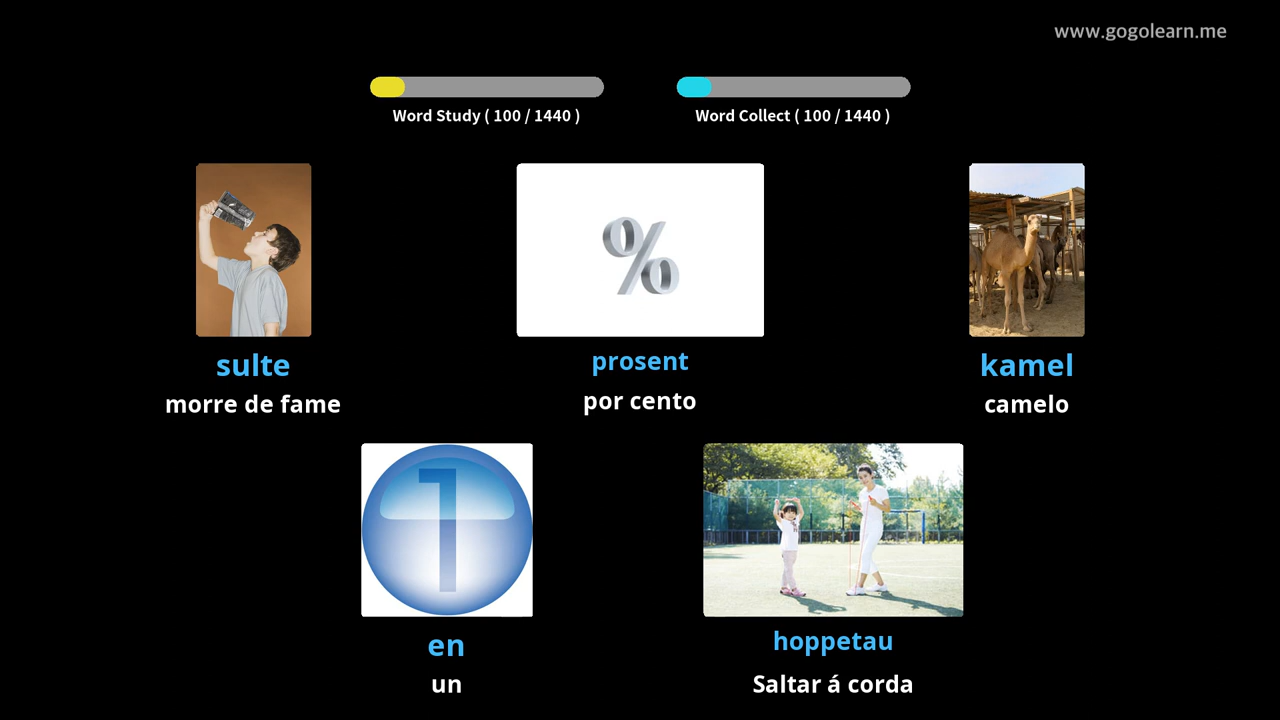 www.gogolearn.me
Word Study ( 100 / 1440 )
Word Collect ( 100 / 1440 )
sulte
morre de fame
%
prosent
por cento
kamel
camelo
1
en
un
hoppetau
Saltar á corda